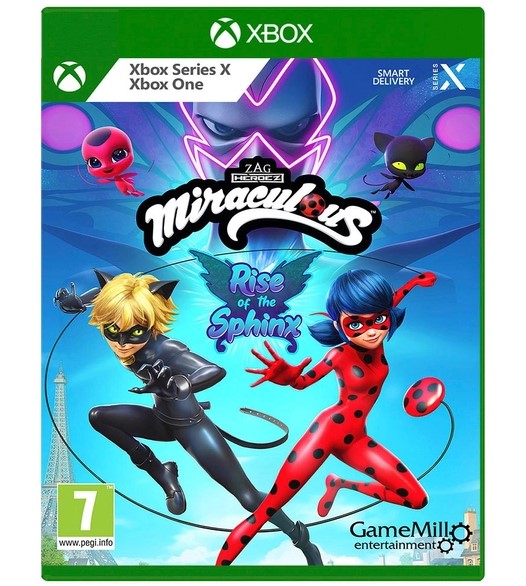 XBOX
Xbox Series X
Xbox One
SMART
DELIVERY
SERIES
X
ZAG
HEROEZ
Miraculous™
Rise
of the
Sphinx
7
www.pegi.info
GameMill
entertainment